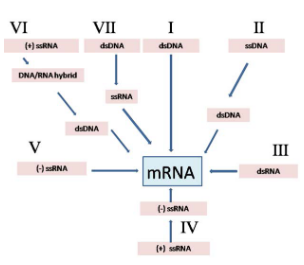 VI VII I II
(+) ssRNA dsDNA dsDNA ssDNA
DNA/RNA hybrid
ssRNA
dsDNA
dsDNA
V III
(-) ssRNA mRNA dsRNA
(-) ssRNA
IV
(+) ssRNA